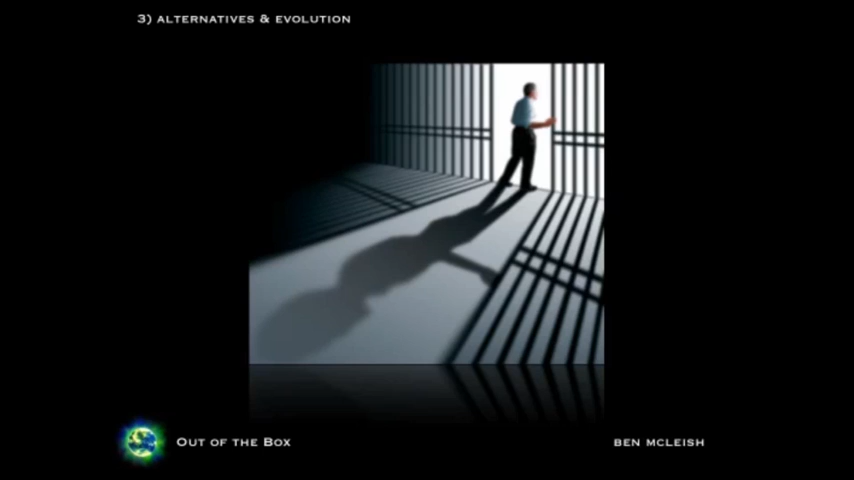 3) ALTERNATIVES & EVOLUTION
OUT OF THE BOX
BEN MCLEISH